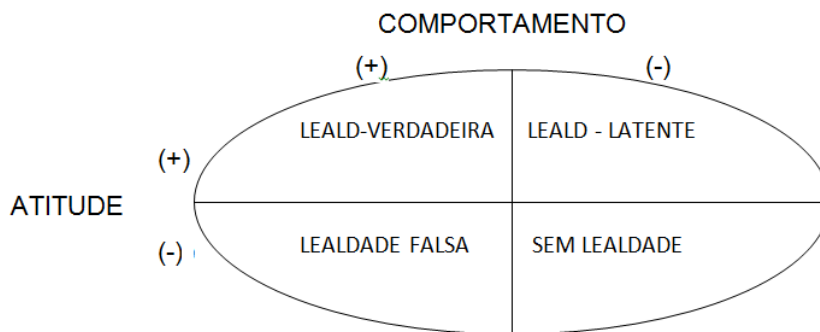 COMPORTAMENTO
(+) (-)
LEALD-VERDADEIRA LEALD - LATENTE
(+)
ATITUDE
(-) LEALDADE FALSA SEM LEALDADE